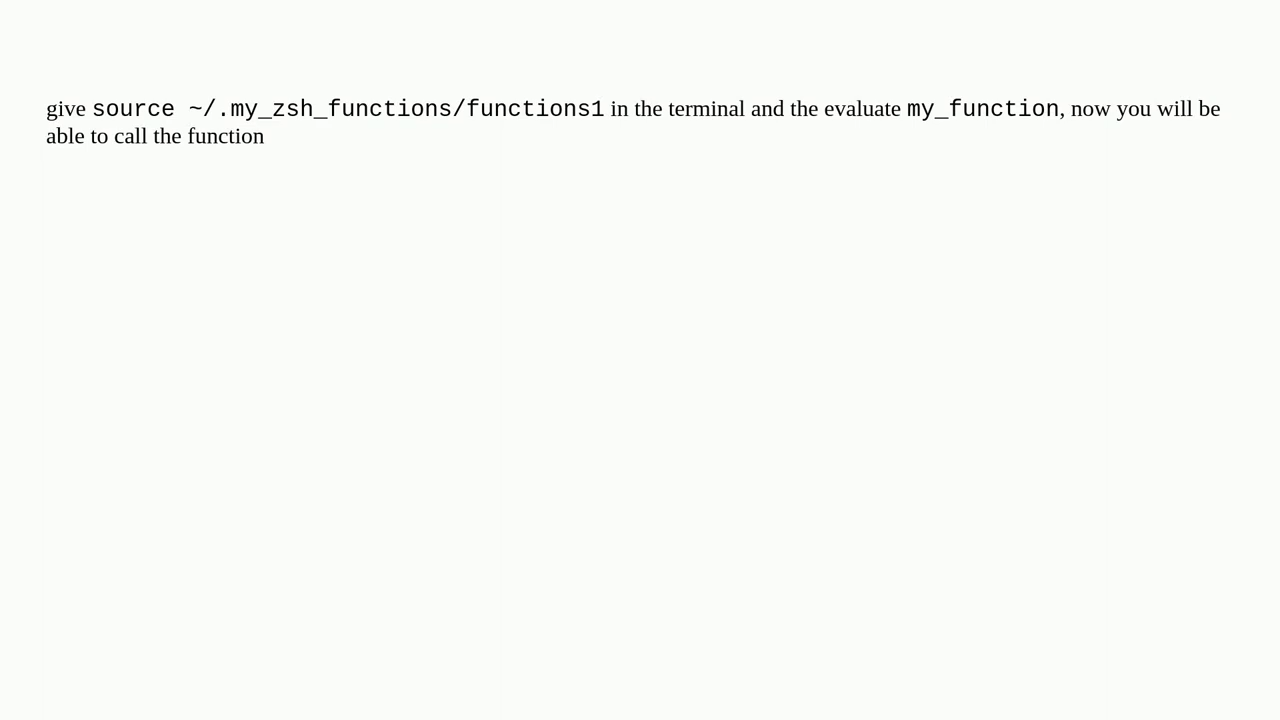 give source ~/.my_zsh_functions/functions1 in the terminal and the evaluate my_function, now you will be
able to call the function